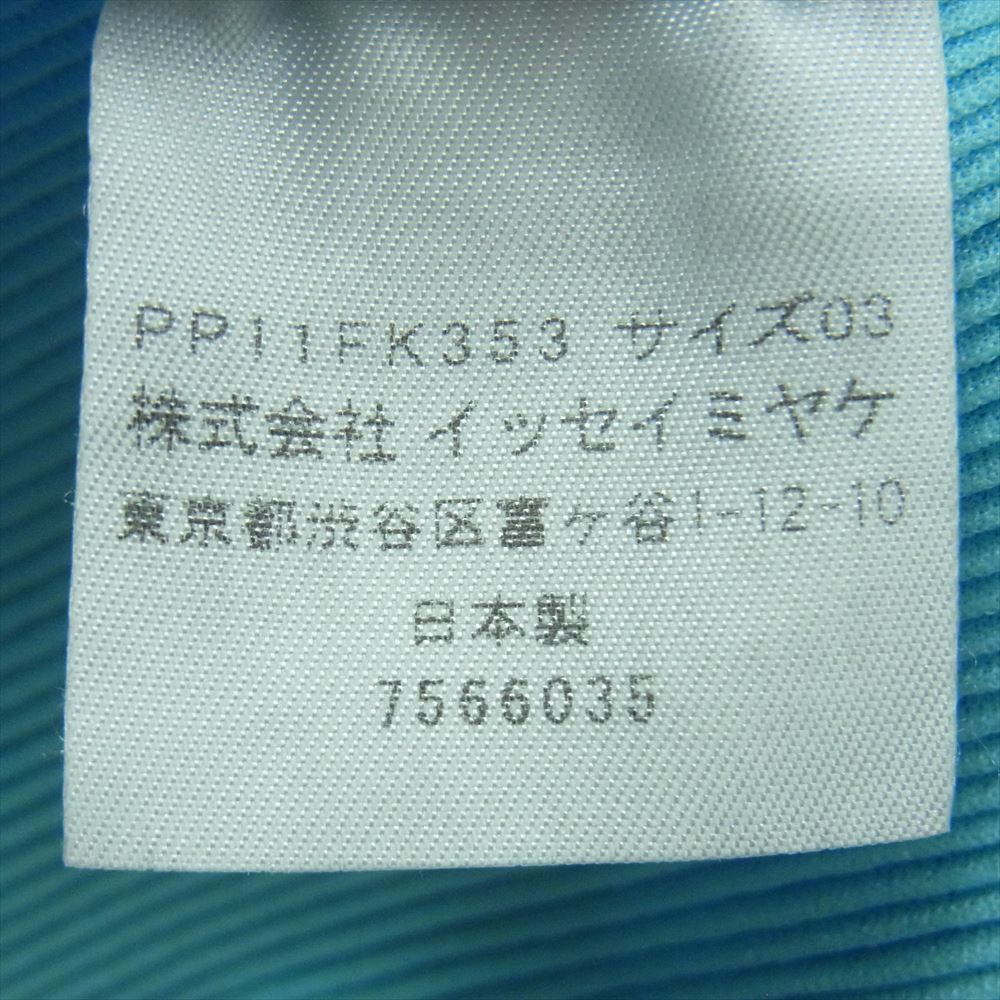 PP11FK353 サイズ03
株式会社 イッセイミヤケ
東京都渋谷区富ヶ谷1-12-10
日本製
7566035